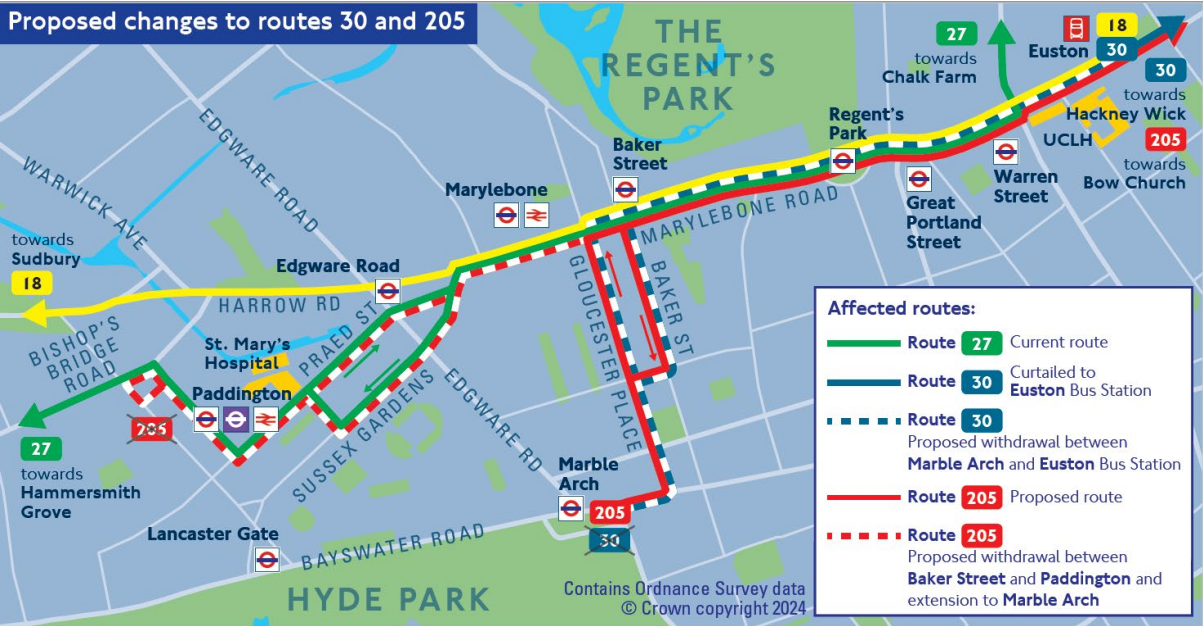 Proposed changes to routes 30 and 205
THE
REGENT'S
PARK
27
towards
Chalk Farm
18
Euston
30
30
towards
Hackney Wick
UCLH
205
towards
Bow Church
Regent's
Park
Warren
Street
Great
Portland
Street
Baker
Street
MARYLEBONE ROAD
Marylebone
EDGWARE ROAD
WARWICK AVE
towards
Sudbury
18
Edgware Road
HARROW RD
BISHOP'S
BRIDGE
ROAD
St. Mary's
Hospital
PRAED ST
Paddington
205
27
towards
Hammersmith
Grove
SUSSEX GARDENS
EDGWARE RD
GLOUCESTER PLACE
BAKER ST
Marble
Arch
205
30
Lancaster Gate
BAYSWATER ROAD
HYDE PARK
Contains Ordnance Survey data
© Crown copyright 2024
Affected routes:
Route 27 Current route
Route 30 Curtailed to
Euston Bus Station
Route 30
Proposed withdrawal between
Marble Arch and Euston Bus Station
Route 205 Proposed route
Route 205
Proposed withdrawal between
Baker Street and Paddington and
extension to Marble Arch